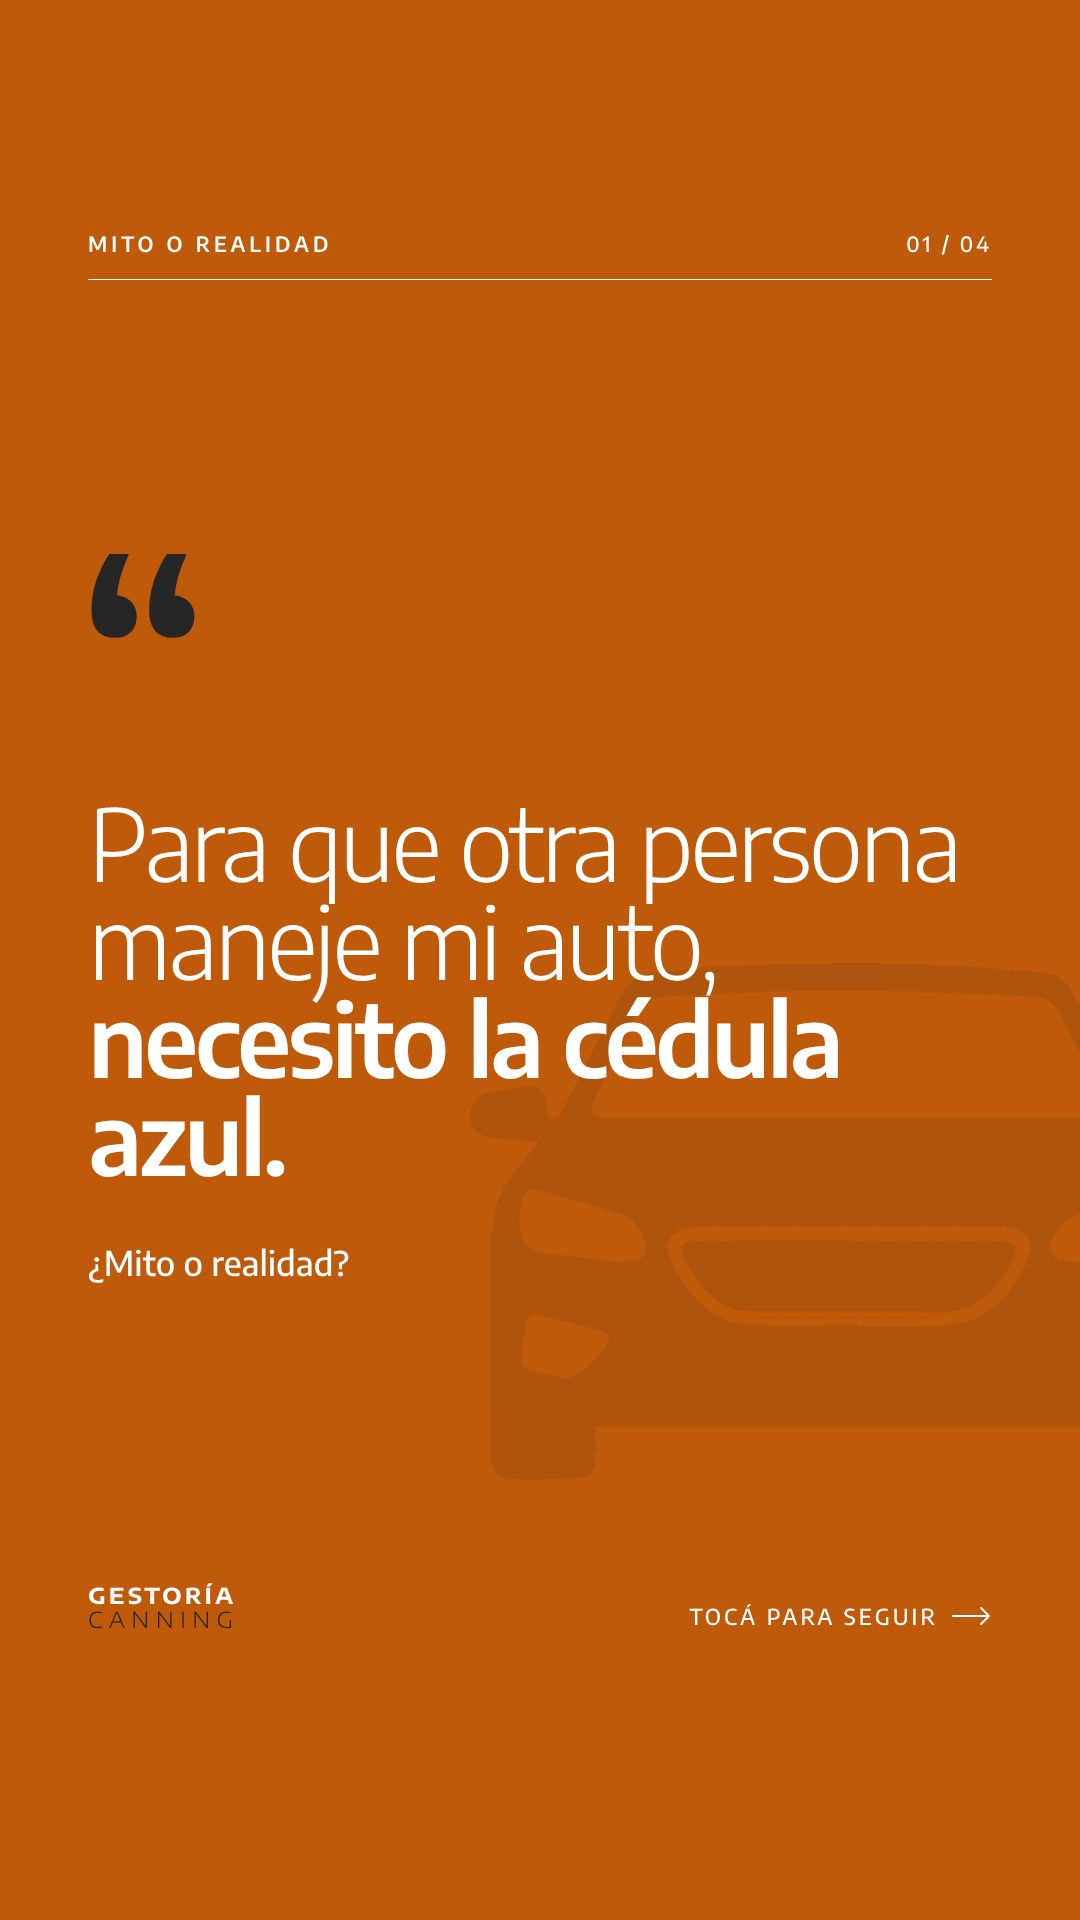 MITO O REALIDAD
01 / 04
“
Para que otra persona
maneje mi auto,
necesito la cédula
azul.
¿Mito o realidad?
GESTORÍA
CANNING
TOCÁ PARA SEGUIR →